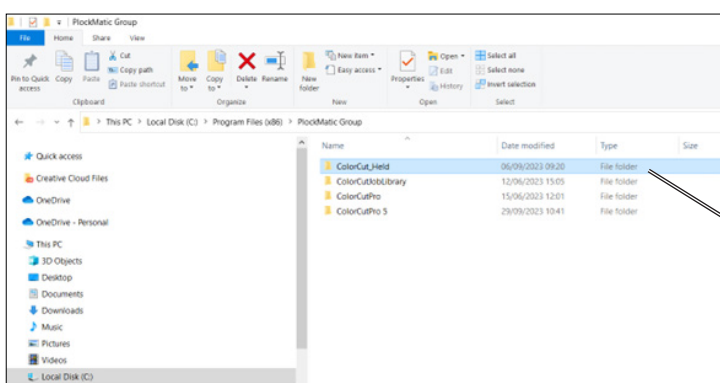 PlockMatic Group
File Home Share View
Pin to Quick access
Copy
Paste
Cut
Copy path
Paste shortcut
Move to
Copy to
Delete
Rename
New folder
New item
Easy access
Properties
Open
Edit
History
Select all
Select none
Invert selection
Clipboard Organize New Open Select
This PC > Local Disk (C:) > Program Files (x86) > PlockMatic Group
Name Date modified Type Size
Quick access
Creative Cloud Files
OneDrive
OneDrive - Personal
This PC
3D Objects
Desktop
Documents
Downloads
Music
Pictures
Videos
Local Disk (C:)
ColorCut_Held 06/09/2023 09:20 File folder
ColorCutJobLibrary 12/06/2023 15:05 File folder
ColorCutPro 15/06/2023 12:01 File folder
ColorCutPro 5 29/09/2023 10:41 File folder